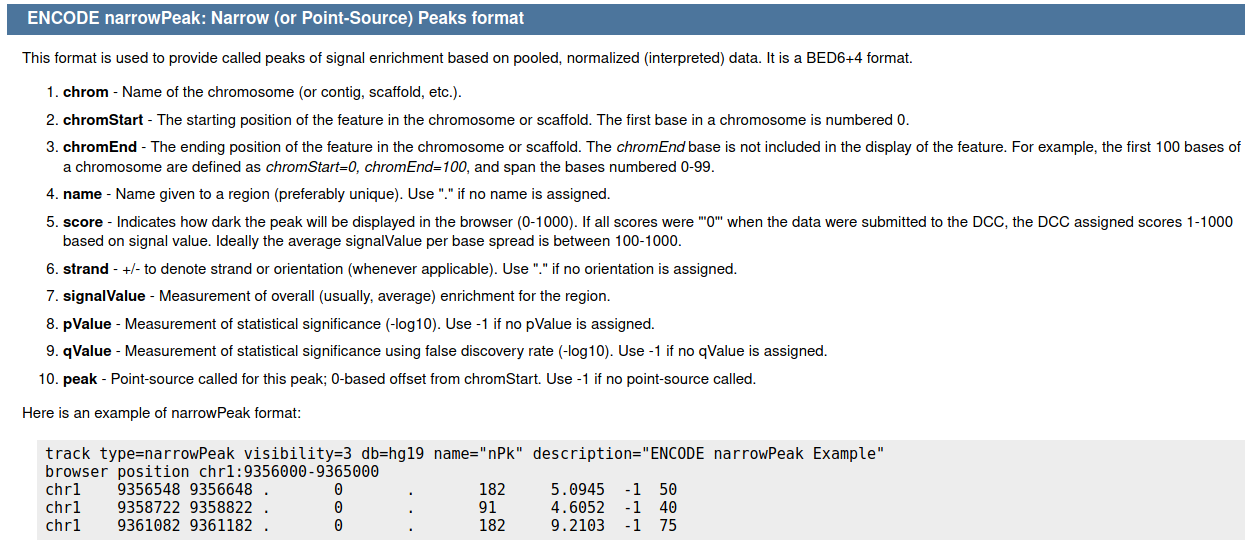 ENCODE narrowPeak: Narrow (or Point-Source) Peaks format
This format is used to provide called peaks of signal enrichment based on pooled, normalized (interpreted) data. It is a BED6+4 format.
1. chrom - Name of the chromosome (or contig, scaffold, etc.).
2. chromStart - The starting position of the feature in the chromosome or scaffold. The first base in a chromosome is numbered 0.
3. chromEnd - The ending position of the feature in the chromosome or scaffold. The chromEnd base is not included in the display of the feature. For example, the first 100 bases of
a chromosome are defined as chromStart=0, chromEnd=100, and span the bases numbered 0-99.
4. name - Name given to a region (preferably unique). Use "." if no name is assigned.
5. score - Indicates how dark the peak will be displayed in the browser (0-1000). If all scores were "'0"' when the data were submitted to the DCC, the DCC assigned scores 1-1000
based on signal value. Ideally the average signalValue per base spread is between 100-1000.
6. strand - +/- to denote strand or orientation (whenever applicable). Use "." if no orientation is assigned.
7. signalValue - Measurement of overall (usually, average) enrichment for the region.
8. pValue - Measurement of statistical significance (-log10). Use -1 if no pValue is assigned.
9. qValue - Measurement of statistical significance using false discovery rate (-log10). Use -1 if no qValue is assigned.
10. peak - Point-source called for this peak; 0-based offset from chromStart. Use -1 if no point-source called.
Here is an example of narrowPeak format:
track type=narrowPeak visibility=3 db=hg19 name="nPk" description="ENCODE narrowPeak Example"
browser position chr1:9356000-9365000
chr1    9356548 9356648 .       0       .       182     5.0945  -1  50
chr1    9358722 9358822 .       0       .       91      4.6052  -1  40
chr1    9361082 9361182 .       0       .       182     9.2103  -1  75